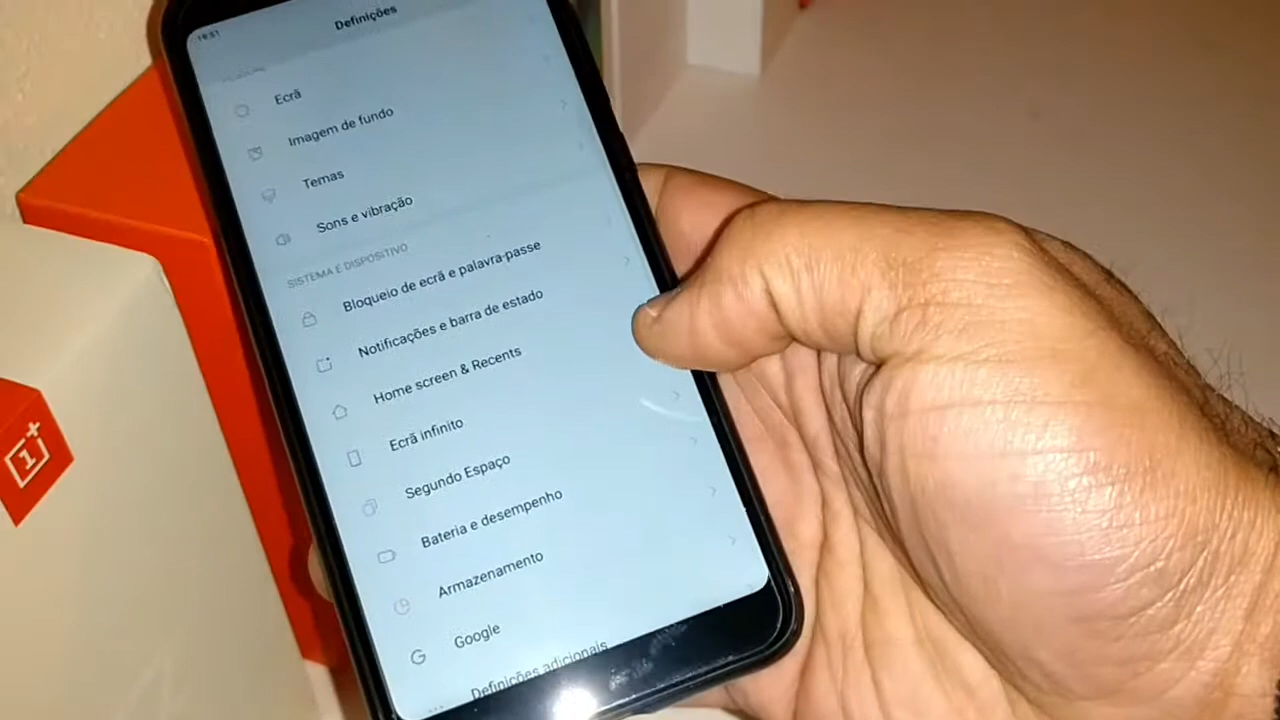 Definições
Ecrã
Imagem de fundo
Temas
Sons e vibração
SISTEMA E DISPOSITIVO
Bloqueio de ecrã e palavra-passe
Notificações e barra de estado
Home screen & Recents
Ecrã infinito
Segundo Espaço
Bateria e desempenho
Armazenamento
G Google
Definições adicionais
1+